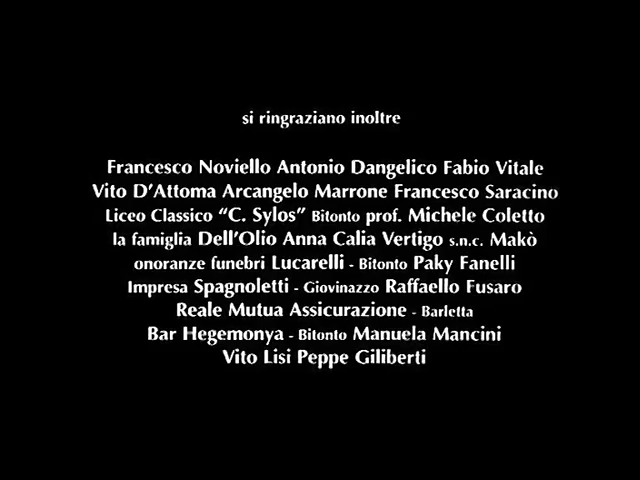 si ringraziano inoltre
Francesco Noviello Antonio Dangelico Fabio Vitale
Vito D'Attoma Arcangelo Marrone Francesco Saracino
Liceo Classico “C. Sylos” Bitonto prof. Michele Coletto
la famiglia Dell'Olio Anna Calia Vertigo s.n.c. Makò
onoranze funebri Lucarelli - Bitonto Paky Fanelli
Impresa Spagnoletti - Giovinazzo Raffaello Fusaro
Reale Mutua Assicurazione - Barletta
Bar Hegemonya - Bitonto Manuela Mancini
Vito Lisi Peppe Giliberti